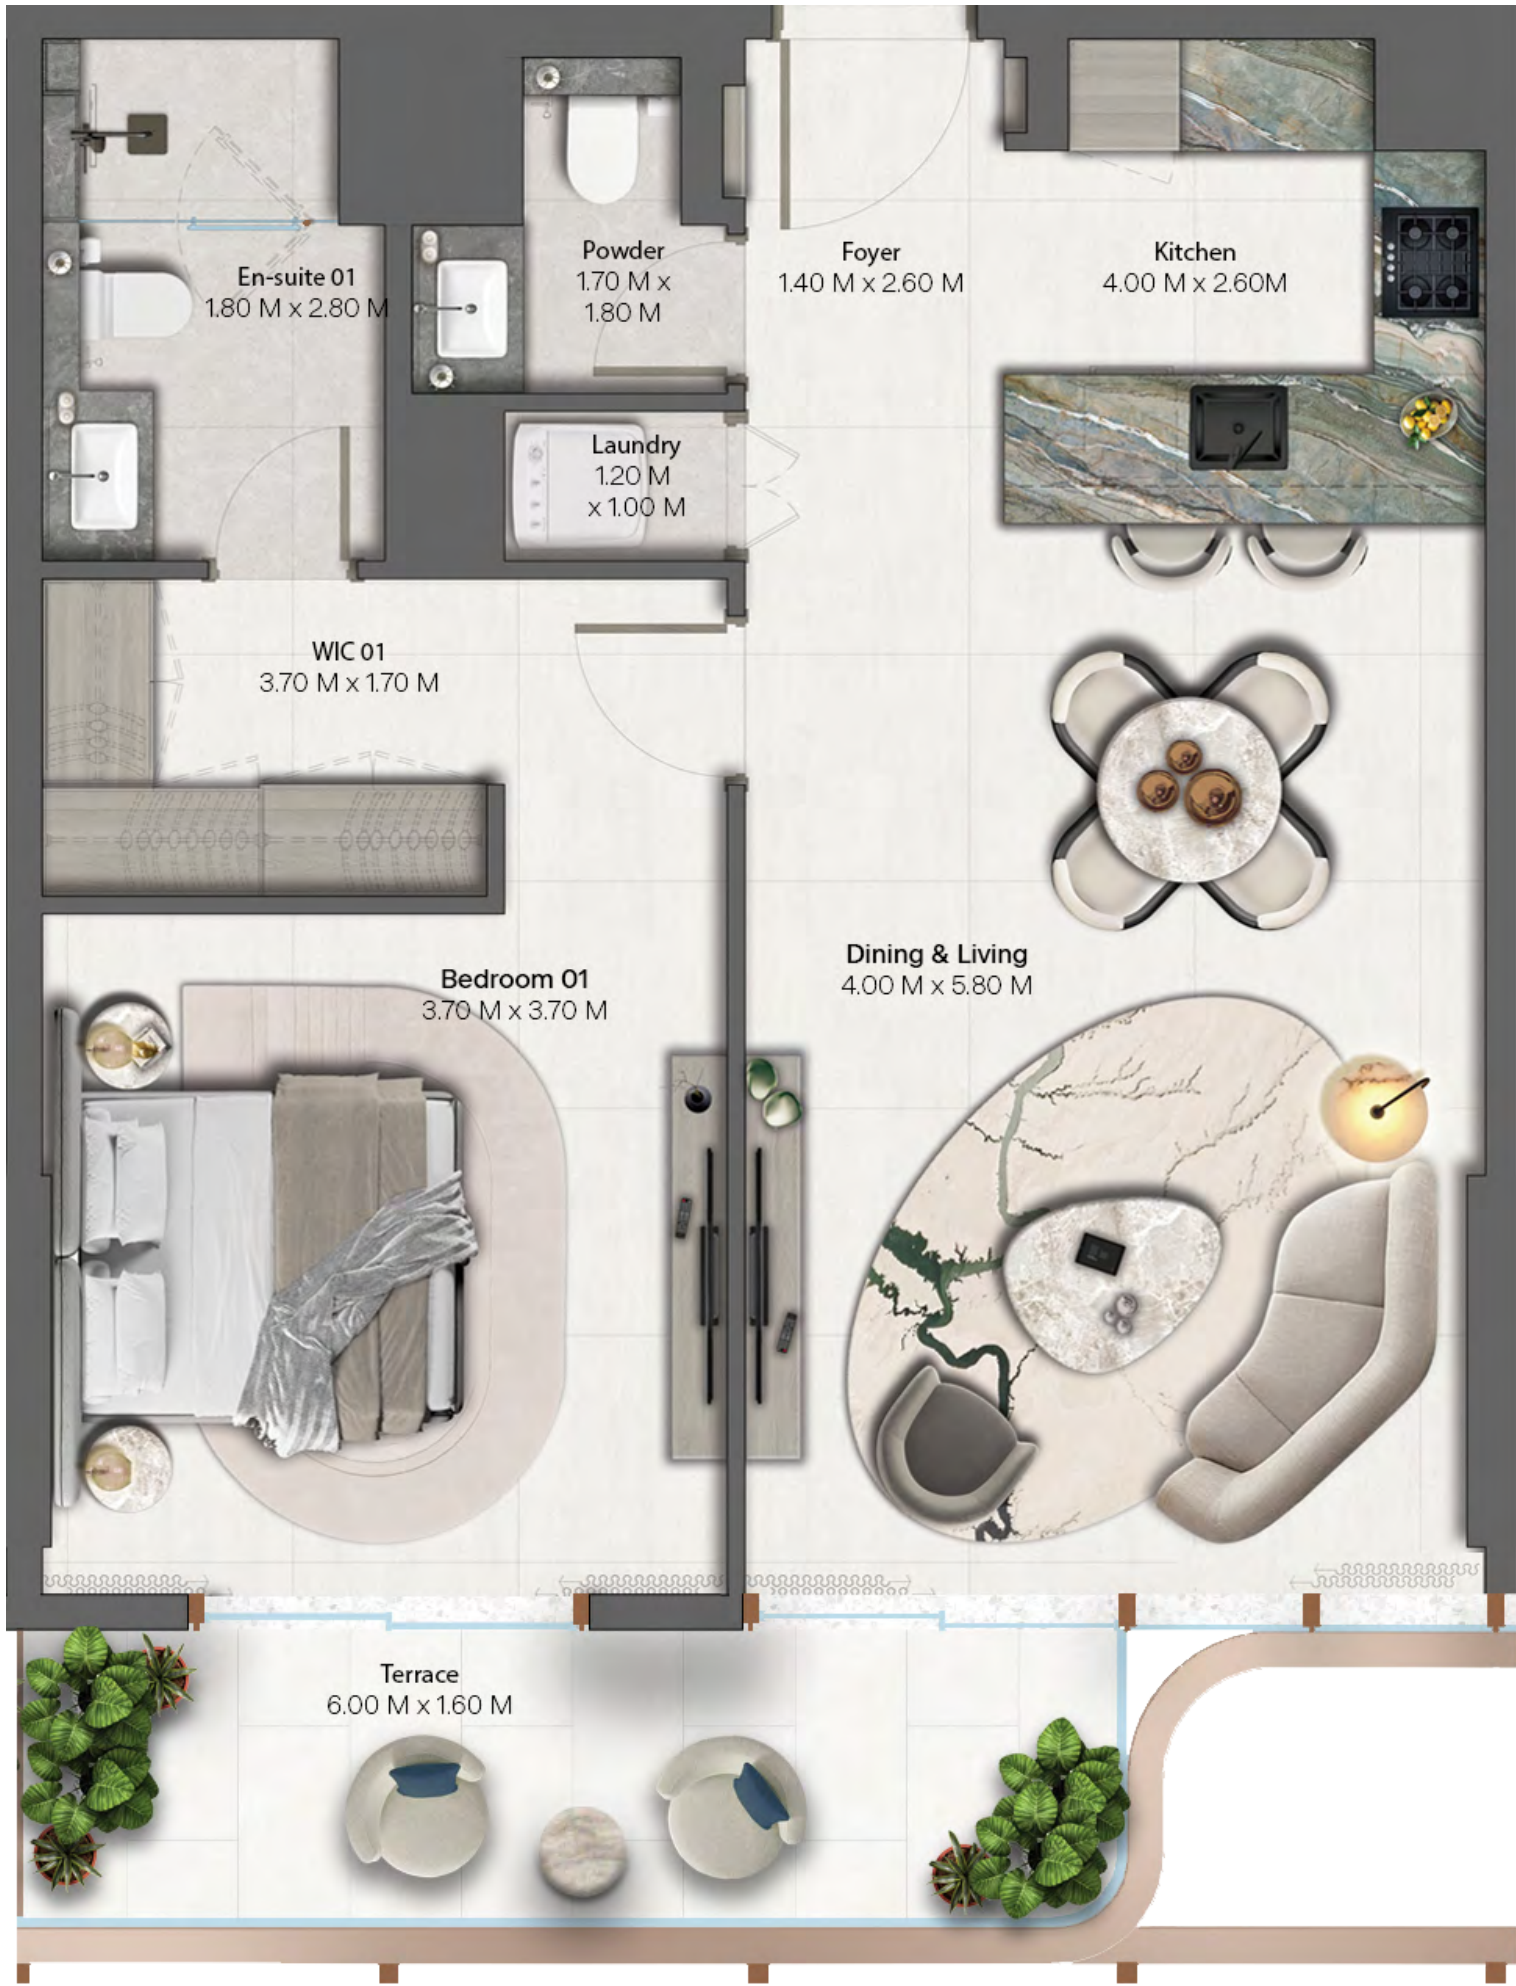 En-suite 01
1.80 M x 2.80 M
Powder
1.70 M x
1.80 M
Foyer
1.40 M x 2.60 M
Kitchen
4.00 M x 2.60M
Laundry
1.20 M
x 1.00 M
WIC 01
3.70 M x 1.70 M
Bedroom 01
3.70 M x 3.70 M
Dining & Living
4.00 M x 5.80 M
Terrace
6.00 M x 1.60 M